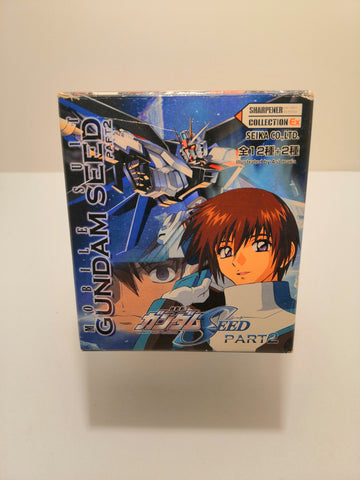 MOBILE SUIT
GUNDAM SEED
PART2
SHARPENER
COLLECTION Ex
SEIKA CO.,LTD.
全12種+2種
ガンダムSEED
PART2